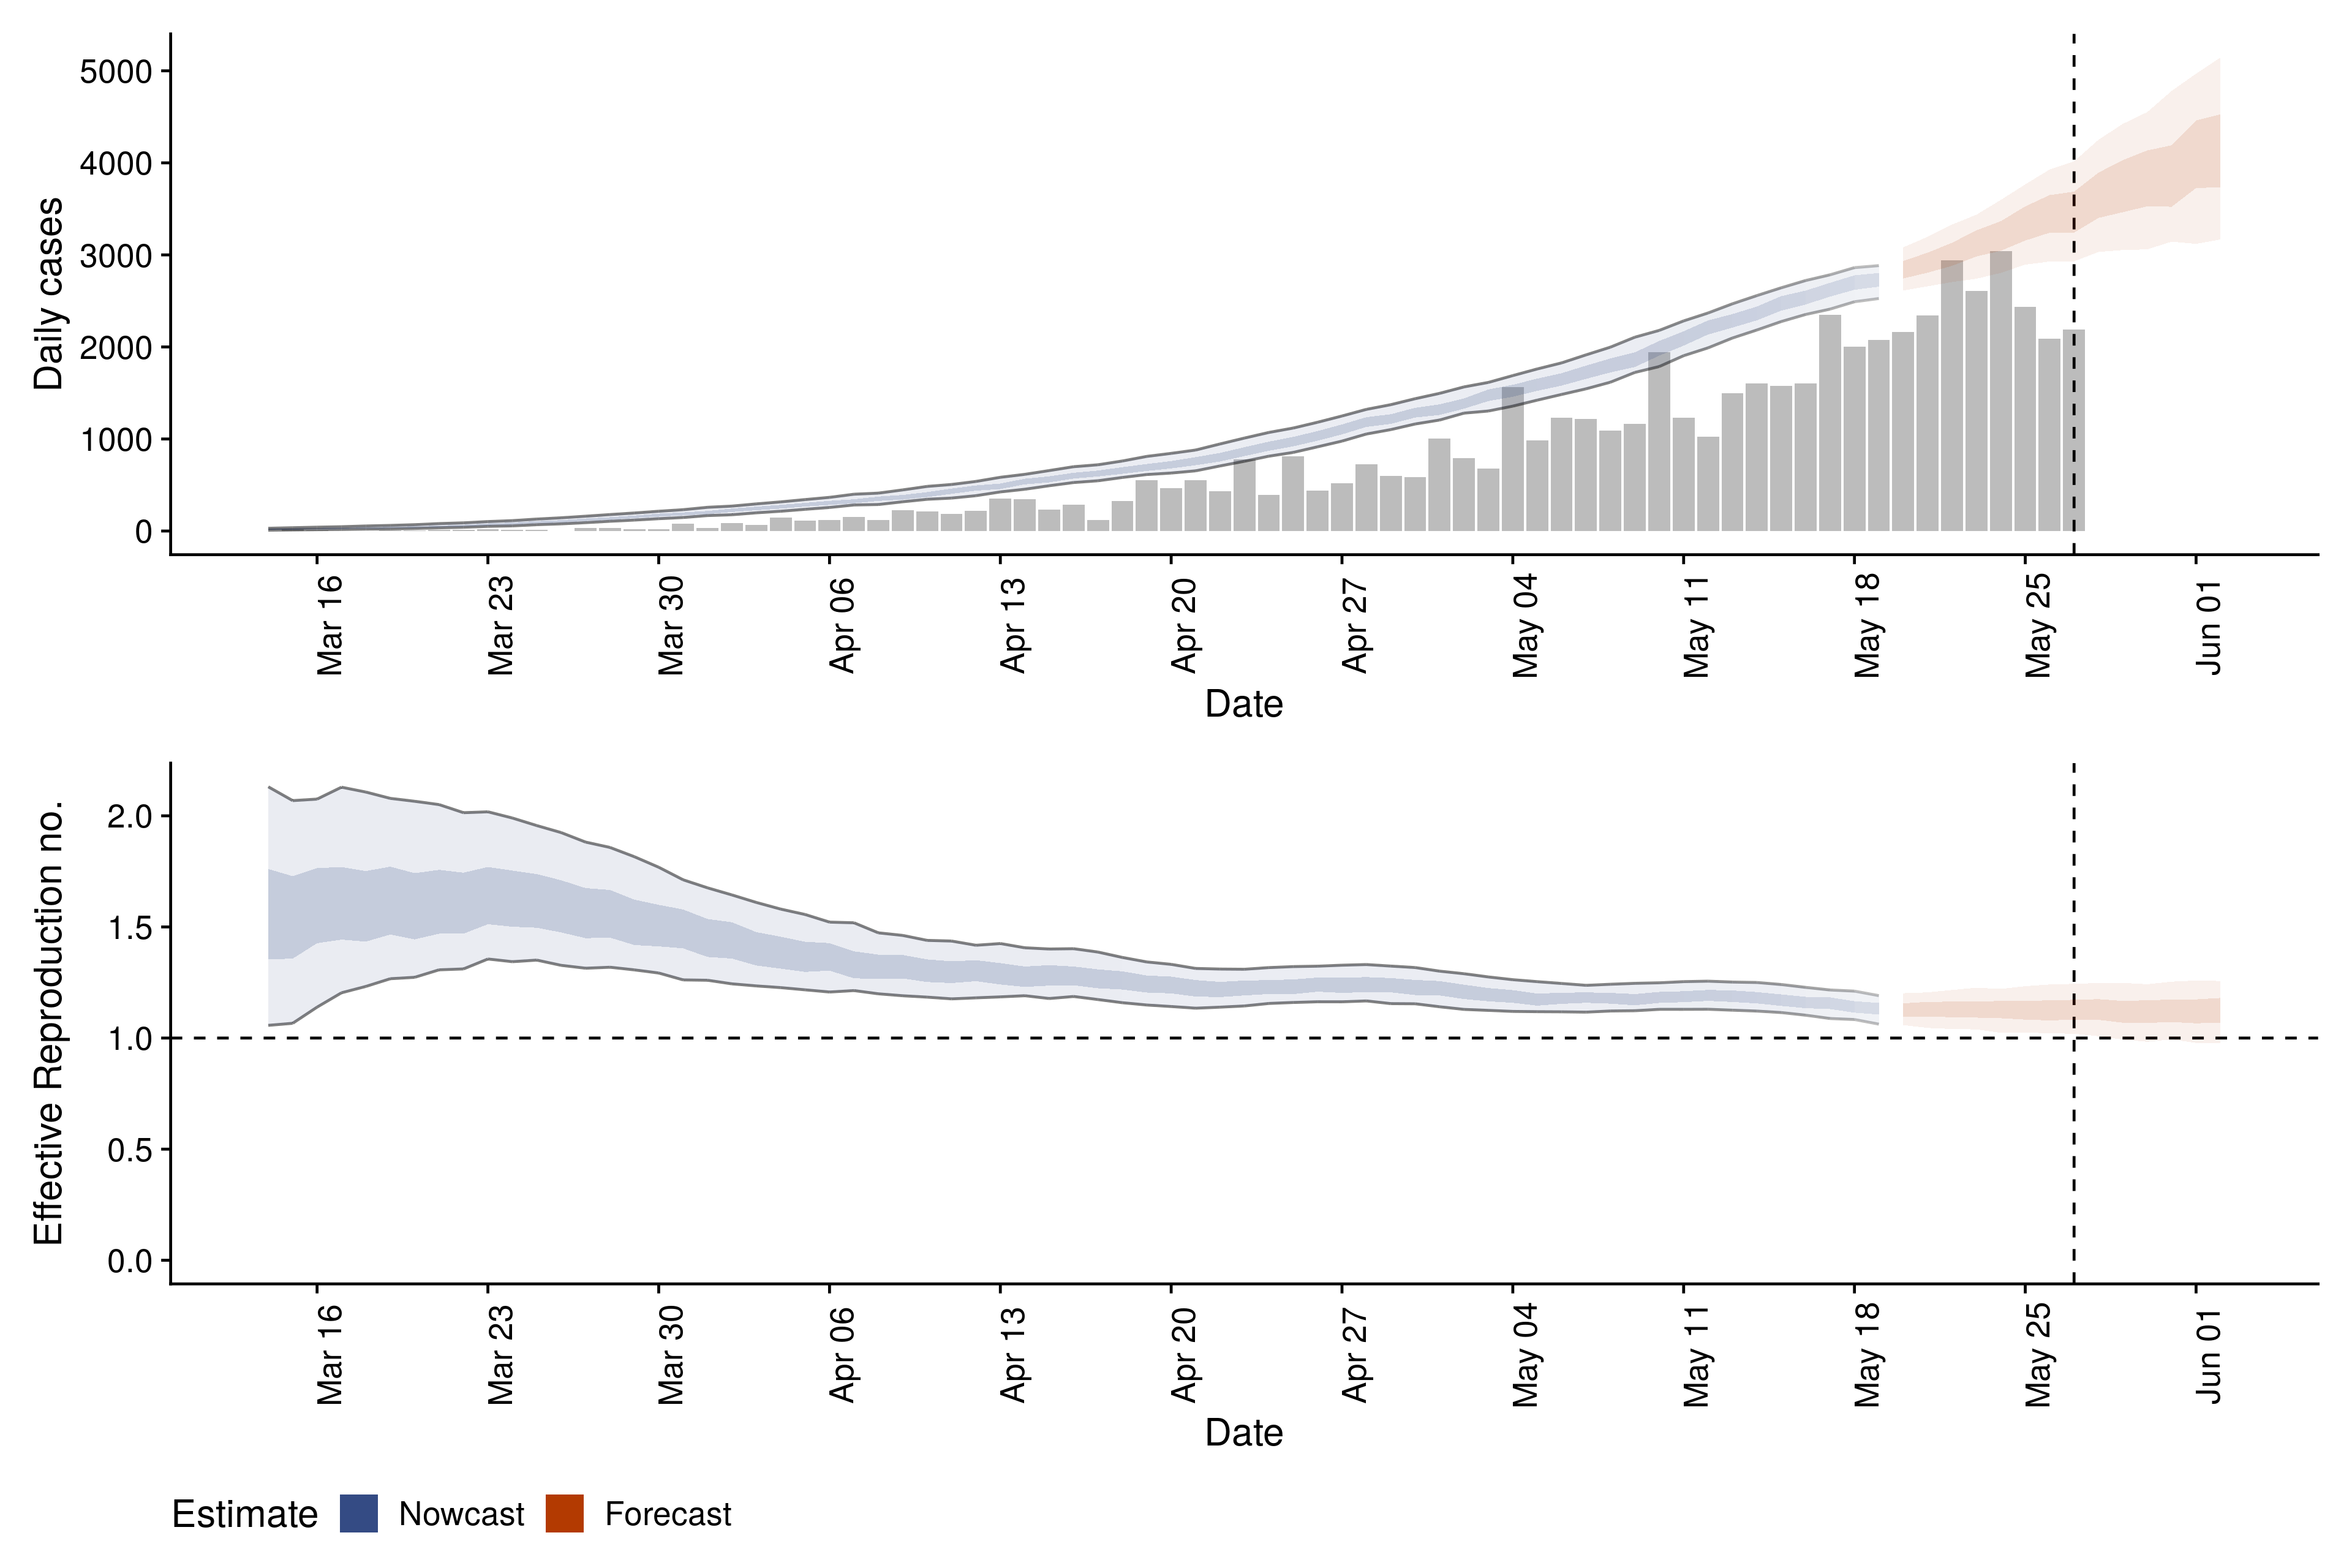 Daily cases
5000
4000
3000
2000
1000
0
Mar 16
Mar 23
Mar 30
Apr 06
Apr 13
Apr 20
Apr 27
May 04
May 11
May 18
May 25
Jun 01
Date
Effective Reproduction no.
2.0
1.5
1.0
0.5
0.0
Mar 16
Mar 23
Mar 30
Apr 06
Apr 13
Apr 20
Apr 27
May 04
May 11
May 18
May 25
Jun 01
Date
Estimate Nowcast Forecast